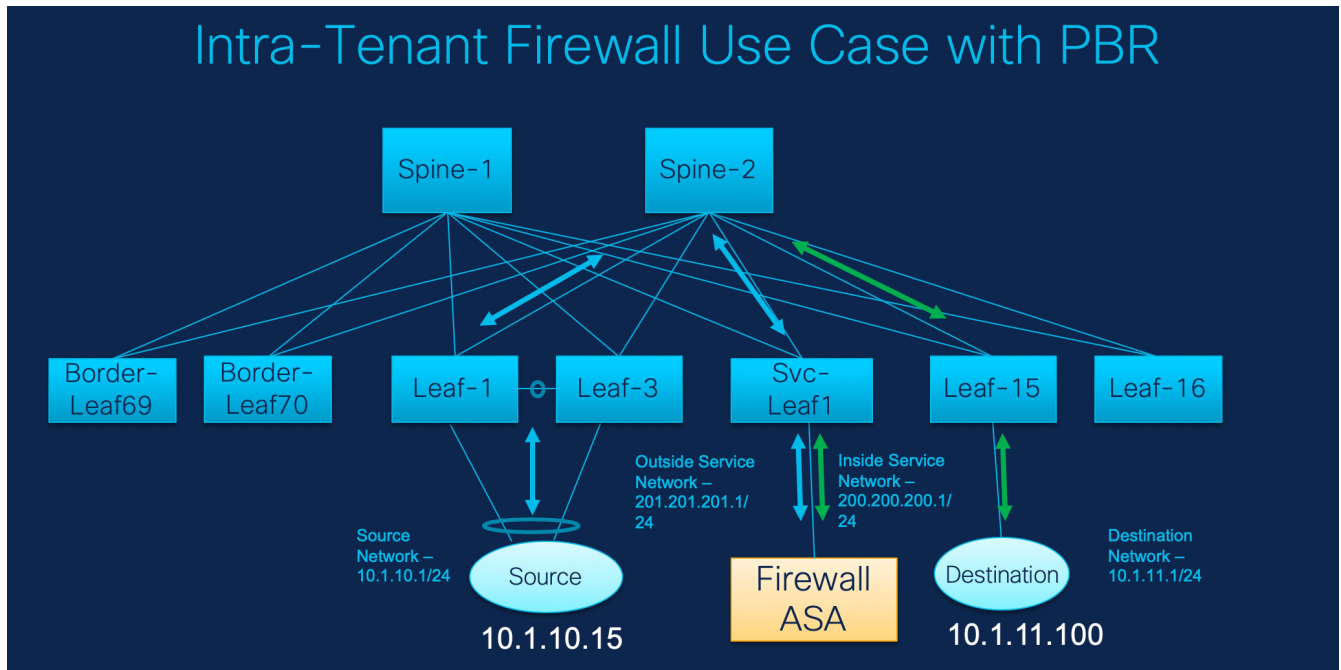 Intra-Tenant Firewall Use Case with PBR
Spine-1
Spine-2
Border-
Leaf69
Border-
Leaf70
Leaf-1
Leaf-3
Svc-
Leaf1
Leaf-15
Leaf-16
Outside Service
Network –
201.201.201.1/
24
Inside Service
Network –
200.200.200.1/
24
Source
Network –
10.1.10.1/24
Source
10.1.10.15
Firewall
ASA
Destination
10.1.11.100
Destination
Network –
10.1.11.1/24